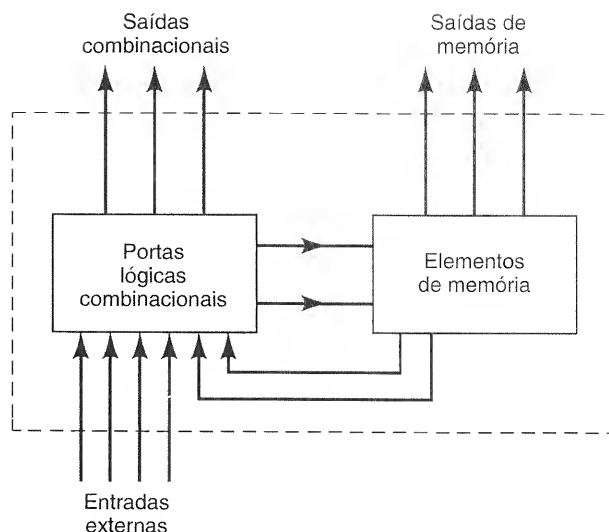 Saídas
combinacionais
Saídas de
memória
Portas
lógicas
combinacionais
Elementos
de memória
Entradas
externas